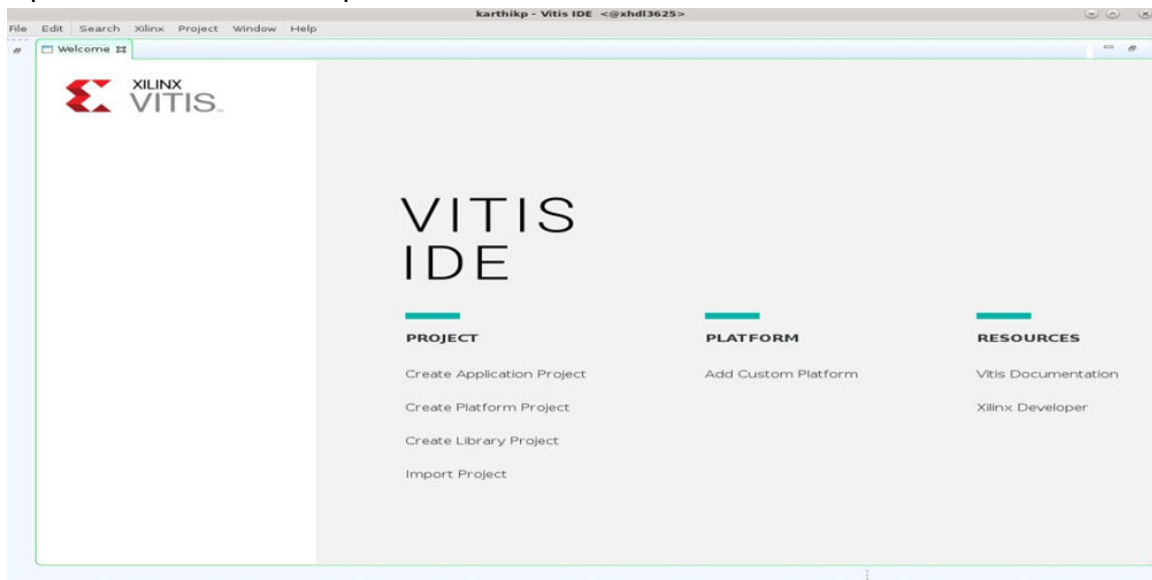 karthikp - Vitis IDE <@xhdl3625>
File Edit Search Xilinx Project Window Help
Welcome
XILINX
VITIS
VITIS
IDE
PROJECT PLATFORM RESOURCES
Create Application Project Add Custom Platform Vitis Documentation
Create Platform Project Xilinx Developer
Create Library Project
Import Project